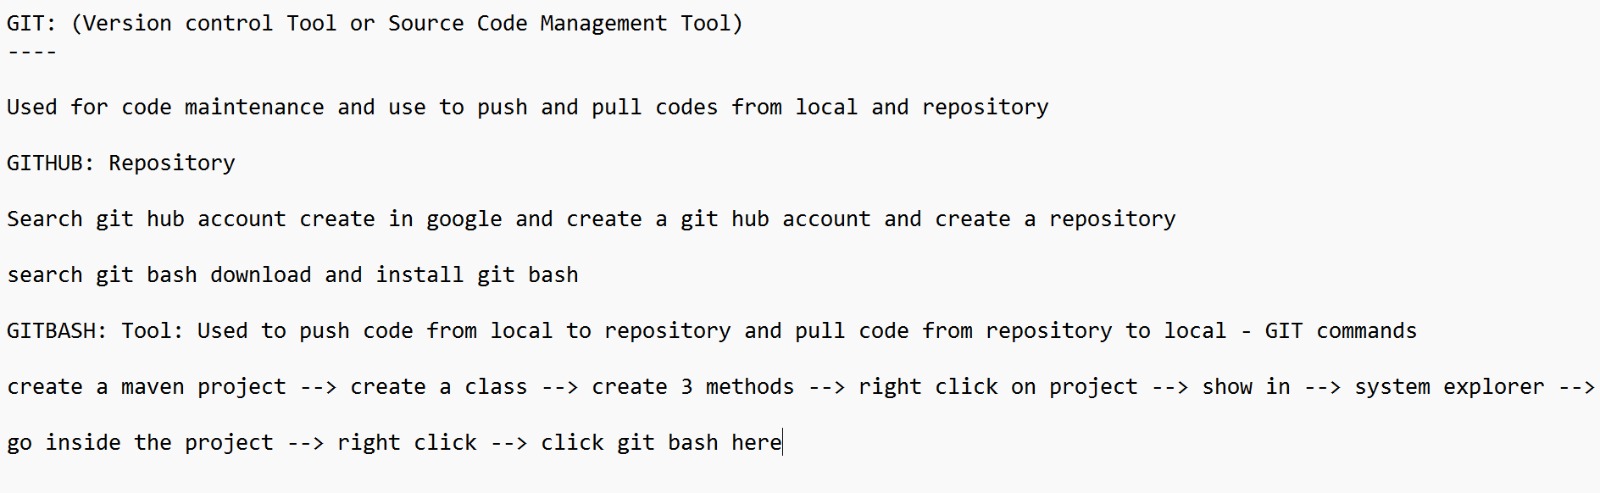 GIT: (Version control Tool or Source Code Management Tool)
----
Used for code maintenance and use to push and pull codes from local and repository
GITHUB: Repository
Search git hub account create in google and create a git hub account and create a repository
search git bash download and install git bash
GITBASH: Tool: Used to push code from local to repository and pull code from repository to local - GIT commands
create a maven project --> create a class --> create 3 methods --> right click on project --> show in --> system explorer -->
go inside the project --> right click --> click git bash here